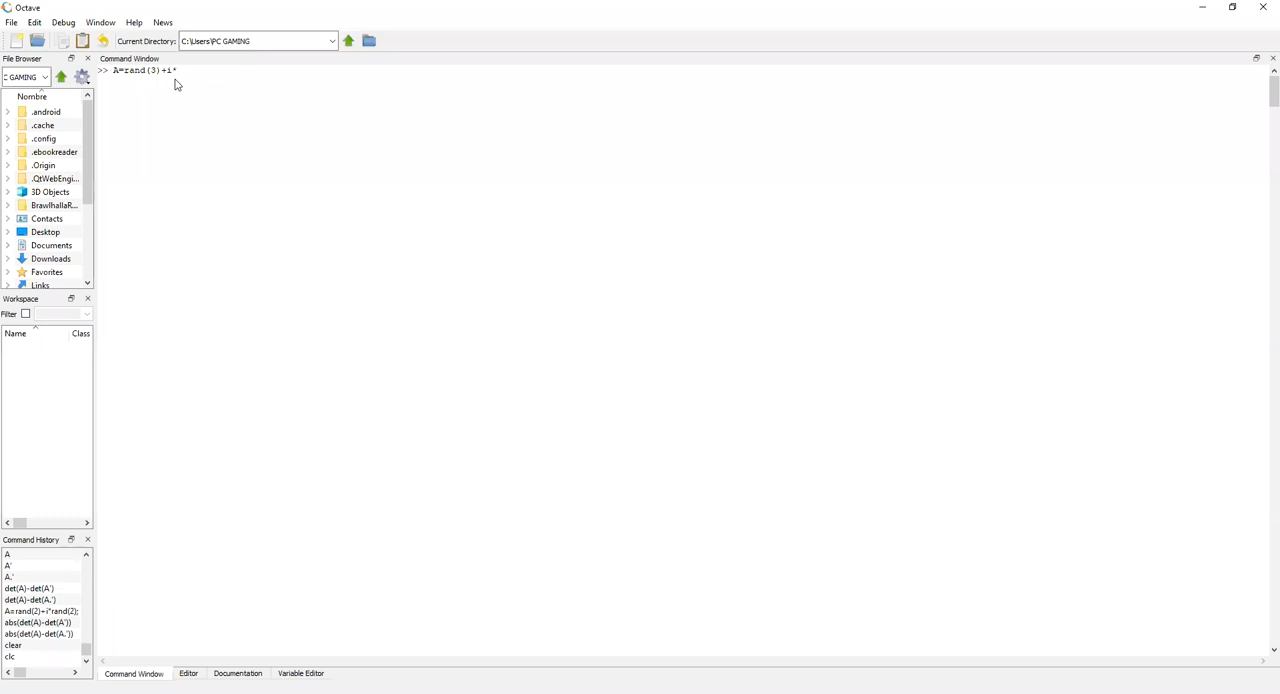 Octave
File Edit Debug Window Help News
Current Directory: C:\Users\PC GAMING
File Browser
Command Window
C GAMING
>> A=rand(3)+i*
Nombre
.android
.cache
.config
.ebookreader
.Origin
.QtWebEngi...
3D Objects
BrawlhallaR...
Contacts
Desktop
Documents
Downloads
Favorites
Links
Workspace
Filter
Name Class
Command History
A
A'
A.'
det(A)-det(A')
det(A)-det(A.')
A=rand(2)+i*rand(2);
abs(det(A)-det(A'))
abs(det(A)-det(A.'))
clear
clc
Command Window Editor Documentation Variable Editor